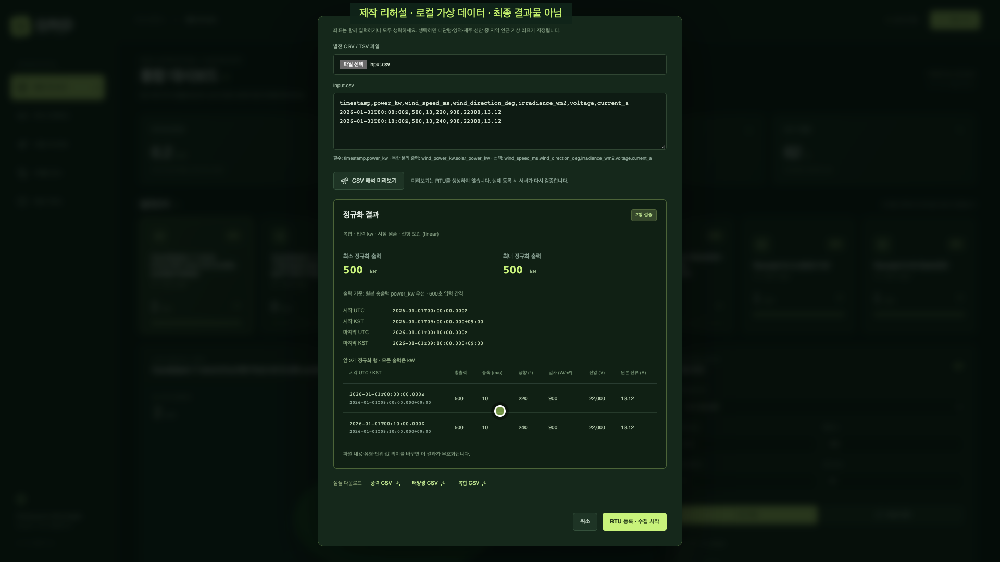 제작 리허설 · 로컬 가상 데이터 · 최종 결과물 아님
좌표는 함께 입력하거나 모두 생략하세요. 생략하면 대관령·영덕·제주·신안 중 지역 인근 가상 좌표가 지정됩니다.
발전 CSV / TSV 파일
파일 선택 input.csv
input.csv
timestamp,power_kw,wind_speed_ms,wind_direction_deg,irradiance_wm2,voltage,current_a
2026-01-01T00:00:00Z,500,10,220,900,22000,13.12
2026-01-01T00:10:00Z,500,10,240,900,22000,13.12
필수: timestamp,power_kw · 복합 분리 출력: wind_power_kw,solar_power_kw · 선택: wind_speed_ms,wind_direction_deg,irradiance_wm2,voltage,current_a
CSV 해석 미리보기 미리보기는 RTU를 생성하지 않습니다. 실제 등록 시 서버가 다시 검증합니다.
정규화 결과 2행 검증
복합 · 입력 kw · 시점 샘플 · 선형 보간 (linear)
최소 정규화 출력 최대 정규화 출력
500 kW 500 kW
출력 기준: 원본 총출력 power_kw 우선 · 600초 입력 간격
시작 UTC 2026-01-01T00:00:00.000Z
시작 KST 2026-01-01T09:00:00.000+09:00
마지막 UTC 2026-01-01T00:10:00.000Z
마지막 KST 2026-01-01T09:10:00.000+09:00
앞 2개 정규화 행 · 모든 출력은 kW
시각 UTC / KST 총출력 풍속 (m/s) 풍향 (°) 일사 (W/m²) 전압 (V) 원본 전류 (A)
2026-01-01T00:00:00.000Z 500 10 220 900 22,000 13.12
2026-01-01T09:00:00.000+09:00
2026-01-01T00:10:00.000Z 500 10 240 900 22,000 13.12
2026-01-01T09:10:00.000+09:00
파일 내용·유형·단위·값 의미를 바꾸면 이 결과가 무효화됩니다.
샘플 다운로드 풍력 CSV 태양광 CSV 복합 CSV
취소 RTU 등록 · 수집 시작